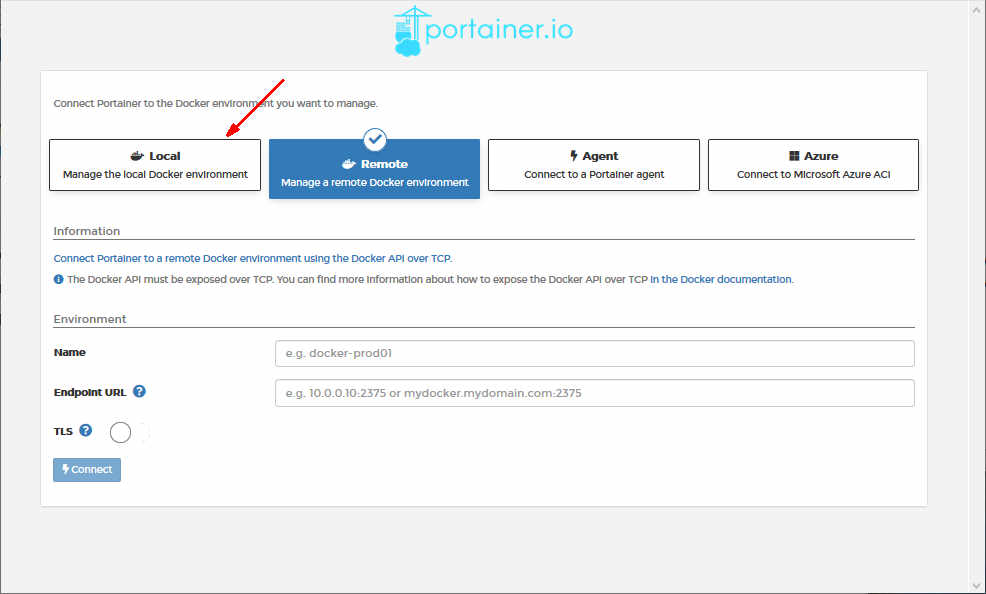 portainer.io
Connect Portainer to the Docker environment you want to manage.
Local
Manage the local Docker environment
Remote
Manage a remote Docker environment
Agent
Connect to a Portainer agent
Azure
Connect to Microsoft Azure ACI
Information
Connect Portainer to a remote Docker environment using the Docker API over TCP.
The Docker API must be exposed over TCP. You can find more information about how to expose the Docker API over TCP in the Docker documentation.
Environment
Name
e.g. docker-prod01
Endpoint URL ?
e.g. 10.0.0.10:2375 or mydocker.mydomain.com:2375
TLS ?
Connect